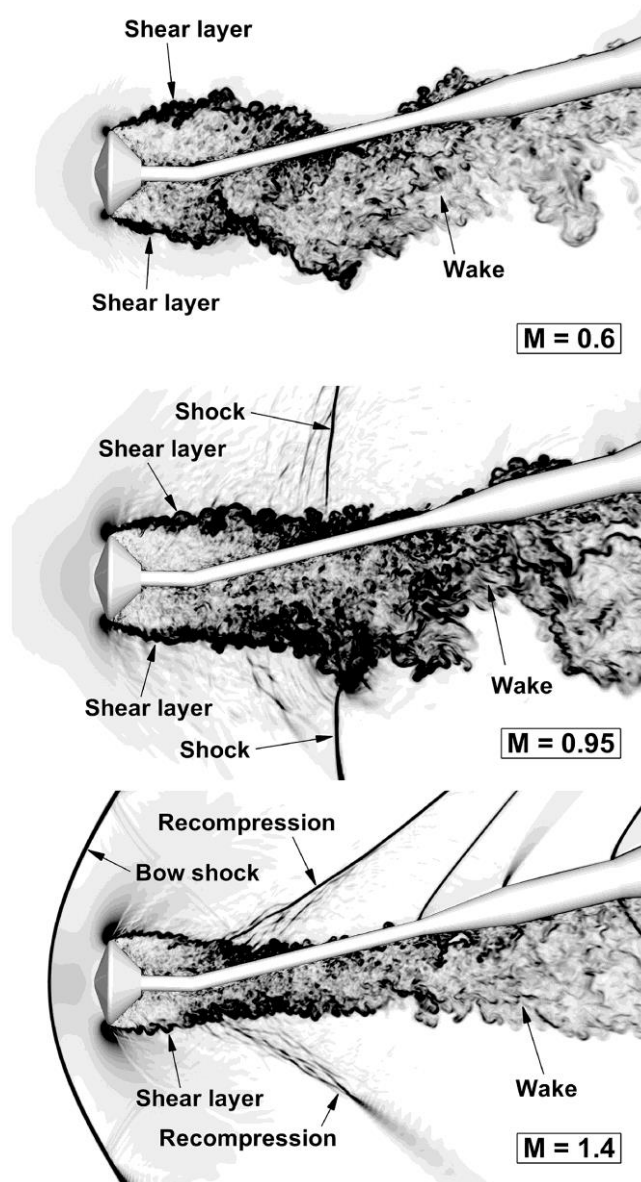 Shear layer
Shear layer
Wake
M = 0.6
Shock
Shear layer
Shear layer
Wake
Shock
M = 0.95
Recompression
Bow shock
Shear layer
Wake
Recompression
M = 1.4